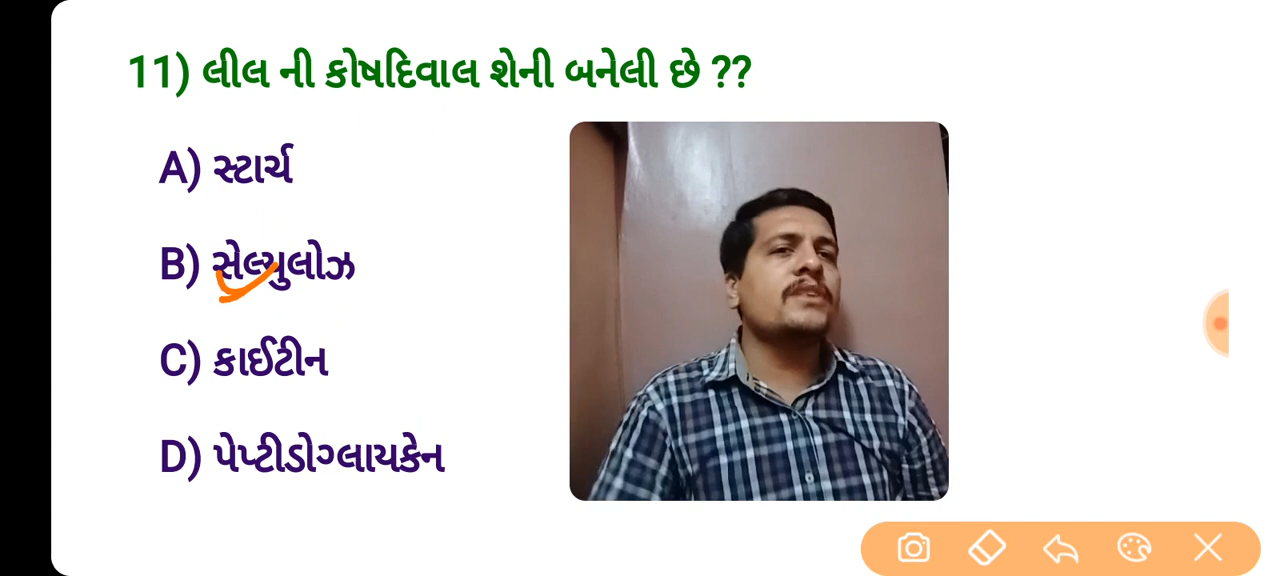 11) લીલ ની કોષદિવાલ શેની બનેલી છે ??
A) સ્ટાર્ચ
B) સેલ્યુલોઝ
C) કાઈટીન
D) પેપ્ટીડોગ્લાયકેન